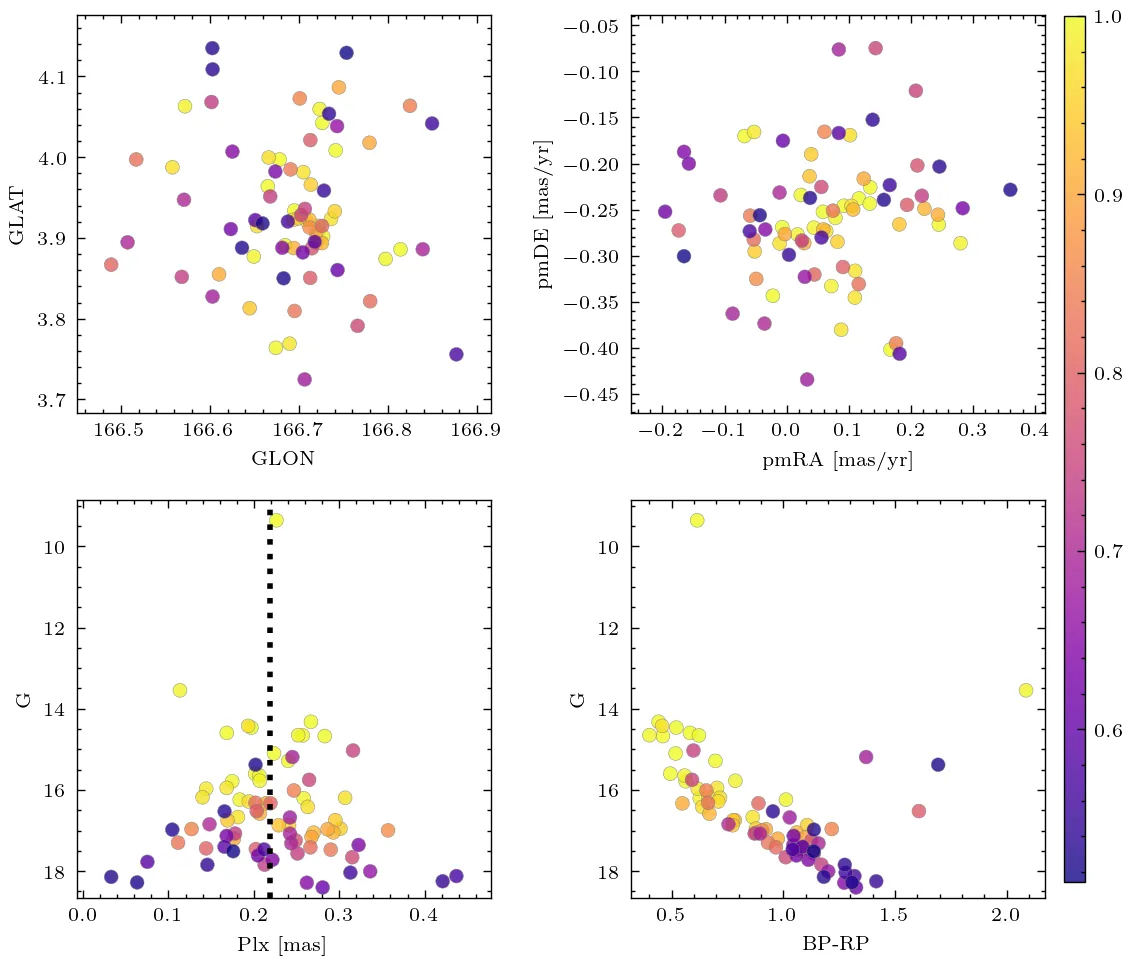 4.1
4.0
3.9
3.8
3.7
GLAT
166.5 166.6 166.7 166.8 166.9
GLON
−0.05
−0.10
−0.15
−0.20
−0.25
−0.30
−0.35
−0.40
−0.45
pmDE [mas/yr]
−0.2 −0.1 0.0 0.1 0.2 0.3 0.4
pmRA [mas/yr]
1.0
0.9
0.8
0.7
0.6
10
12
14
16
18
G
0.0 0.1 0.2 0.3 0.4
Plx [mas]
10
12
14
16
18
G
0.5 1.0 1.5 2.0
BP-RP